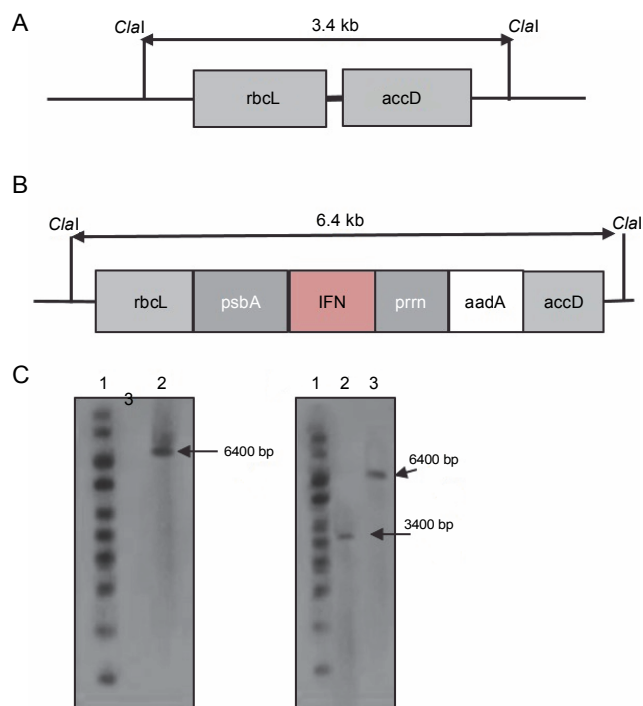 A
ClaI 3.4 kb ClaI
rbcL accD
B
ClaI 6.4 kb ClaI
rbcL psbA IFN prrn aadA accD
C
1 2
3
6400 bp
1 2 3
6400 bp
3400 bp